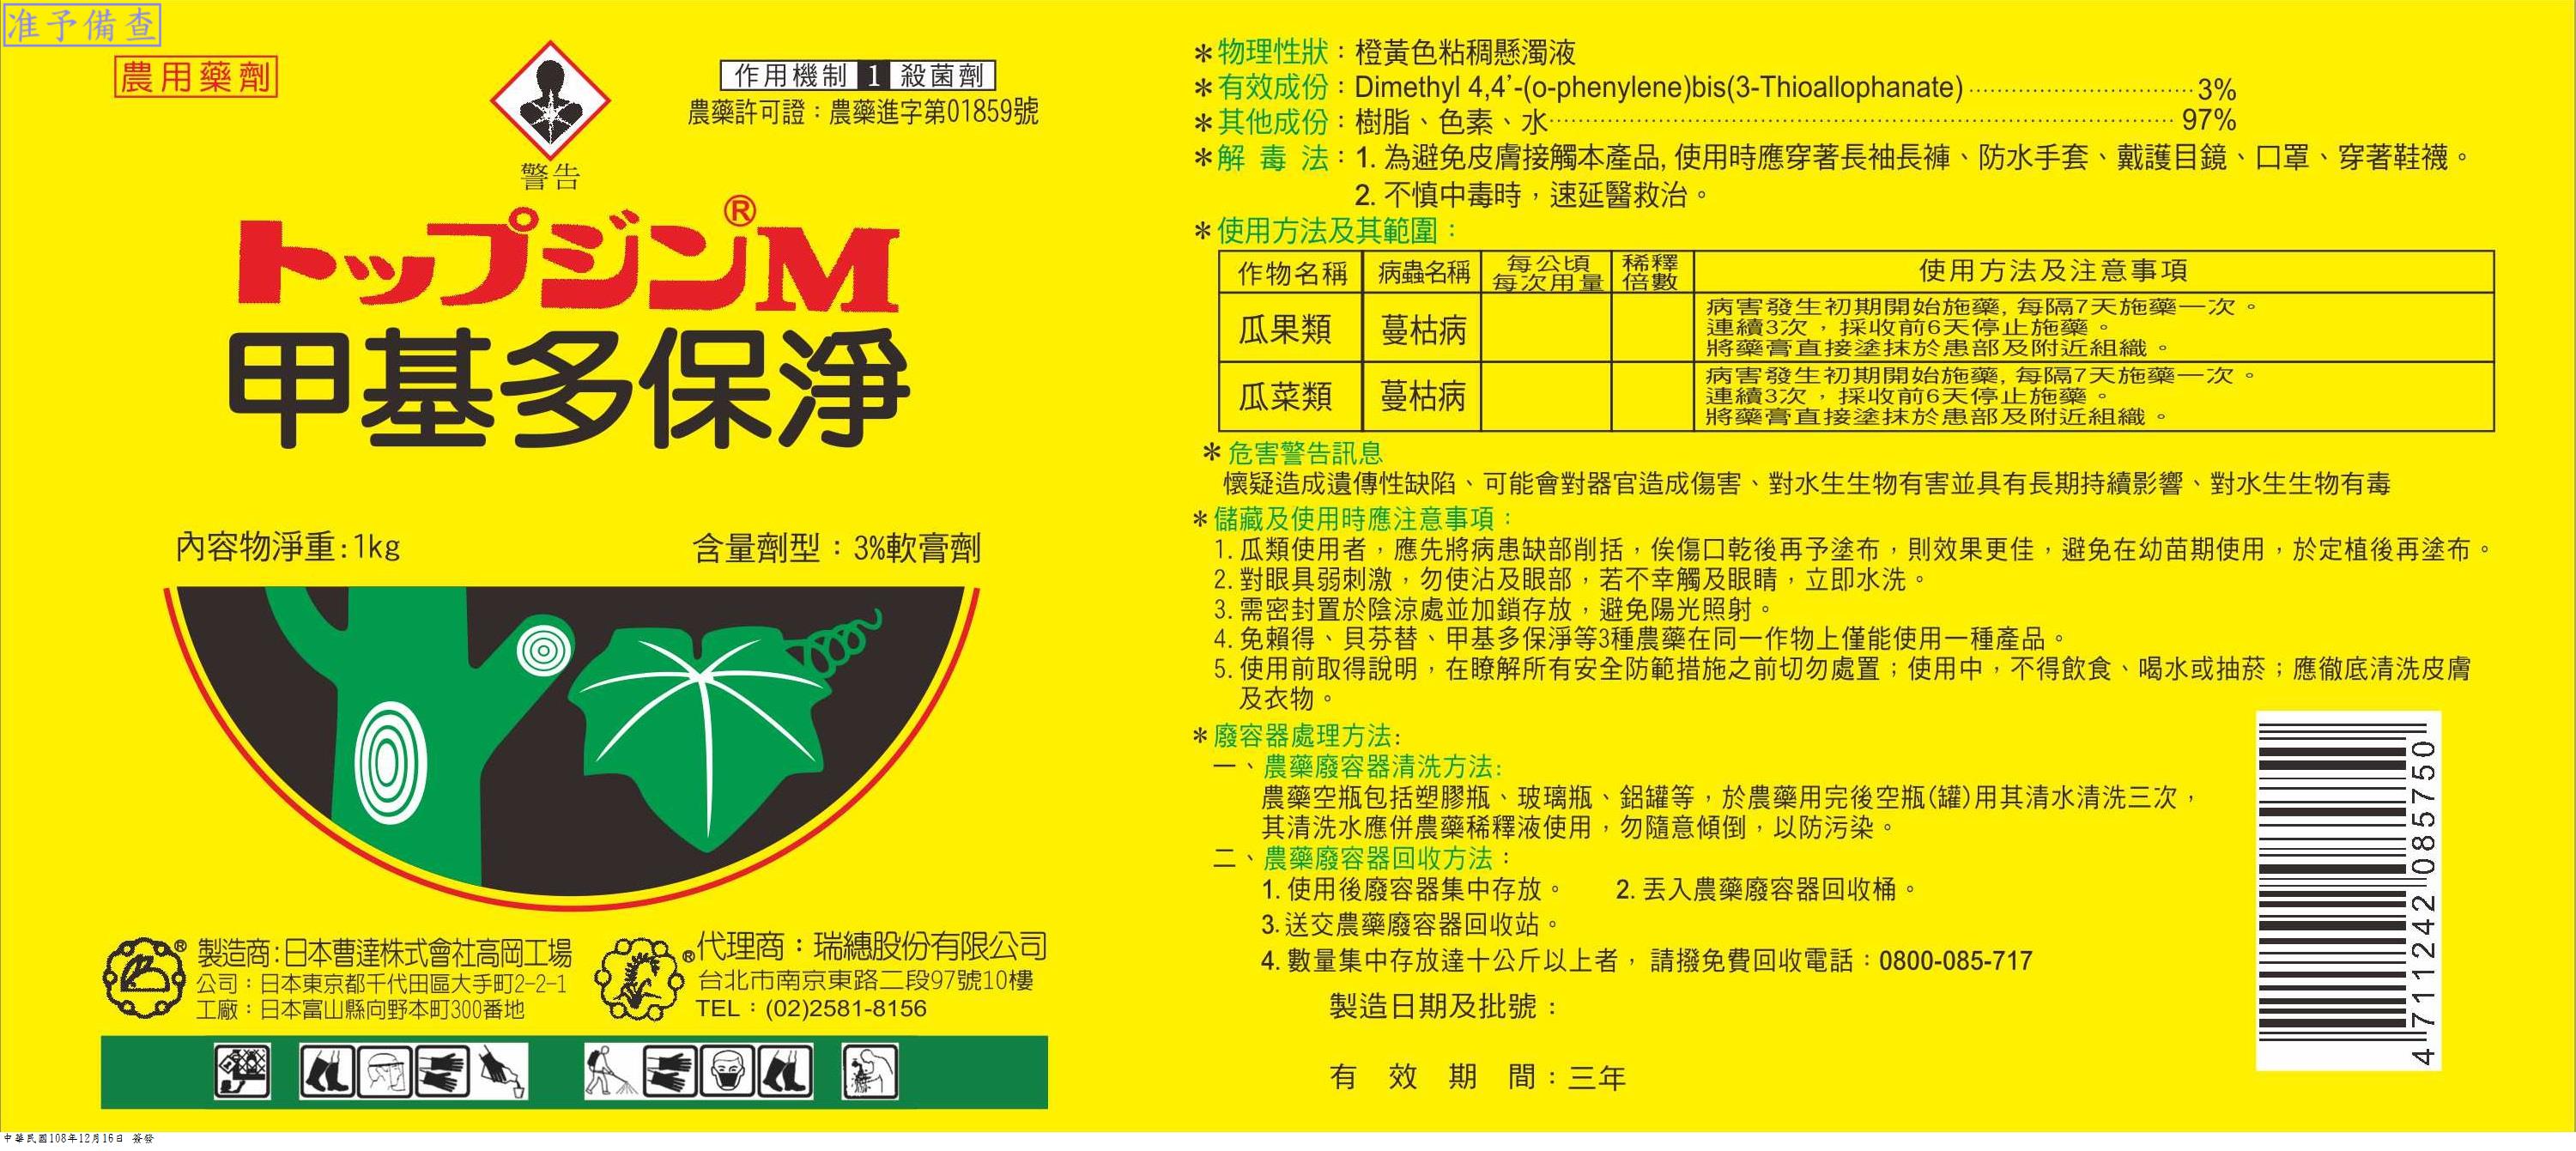 准予備查
農用藥劑
警告
作用機制 1 殺菌劑
農藥許可證：農藥進字第01859號
トップジンM®
甲基多保淨
內容物淨重:1kg
含量劑型：3%軟膏劑
® 製造商:日本曹達株式會社高岡工場
公司：日本東京都千代田區大手町2-2-1
工廠：日本富山縣向野本町300番地
® 代理商：瑞繐股份有限公司
台北市南京東路二段97號10樓
TEL：(02)2581-8156
＊物理性狀：橙黃色粘稠懸濁液
＊有效成份：Dimethyl 4,4’-(o-phenylene)bis(3-Thioallophanate)................................3%
＊其他成份：樹脂、色素、水................................97%
＊解 毒 法：1. 為避免皮膚接觸本產品, 使用時應穿著長袖長褲、防水手套、戴護目鏡、口罩、穿著鞋襪。
2. 不慎中毒時，速延醫救治。
＊使用方法及其範圍：
作物名稱 病蟲名稱 每公頃每次用量 稀釋倍數 使用方法及注意事項
瓜果類 蔓枯病 病害發生初期開始施藥, 每隔7天施藥一次。
連續3次，採收前6天停止施藥。
將藥膏直接塗抹於患部及附近組織。
瓜菜類 蔓枯病 病害發生初期開始施藥, 每隔7天施藥一次。
連續3次，採收前6天停止施藥。
將藥膏直接塗抹於患部及附近組織。
＊危害警告訊息
懷疑造成遺傳性缺陷、可能會對器官造成傷害、對水生生物有害並具有長期持續影響、對水生生物有毒
＊儲藏及使用時應注意事項：
1. 瓜類使用者，應先將病患缺部削括，俟傷口乾後再予塗布，則效果更佳，避免在幼苗期使用，於定植後再塗布。
2. 對眼具弱刺激，勿使沾及眼部，若不幸觸及眼睛，立即水洗。
3. 需密封置於陰涼處並加鎖存放，避免陽光照射。
4. 免賴得、貝芬替、甲基多保淨等3種農藥在同一作物上僅能使用一種產品。
5. 使用前取得說明，在瞭解所有安全防範措施之前切勿處置；使用中，不得飲食、喝水或抽菸；應徹底清洗皮膚
及衣物。
＊廢容器處理方法:
一、農藥廢容器清洗方法:
農藥空瓶包括塑膠瓶、玻璃瓶、鋁罐等，於農藥用完後空瓶(罐)用其清水清洗三次，
其清洗水應併農藥稀釋液使用，勿隨意傾倒，以防污染。
二、農藥廢容器回收方法：
1. 使用後廢容器集中存放。 2. 丟入農藥廢容器回收桶。
3. 送交農藥廢容器回收站。
4. 數量集中存放達十公斤以上者，請撥免費回收電話：0800-085-717
製造日期及批號：
有 效 期 間：三年
4 711242 085750
中華民國108年12月16日 簽發